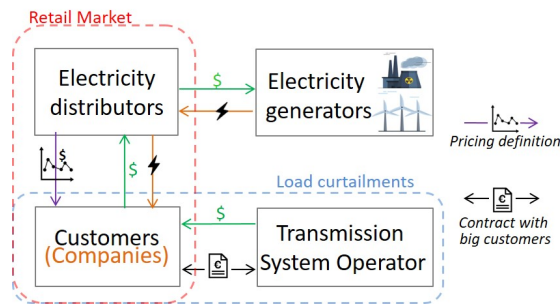 Retail Market
Electricity
distributors
$
Electricity
generators
$
$
Pricing definition
Load curtailments
Customers
(Companies)
$
€
Transmission
System Operator
€
Contract with
big customers